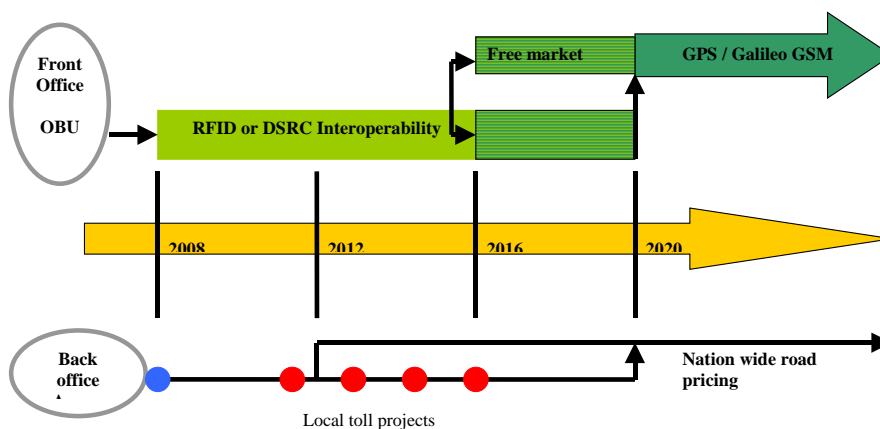 Front
Office
OBU
Free market
GPS / Galileo GSM
RFID or DSRC Interoperability
2008
2012
2016
2020
Back
office
Nation wide road
pricing
Local toll projects